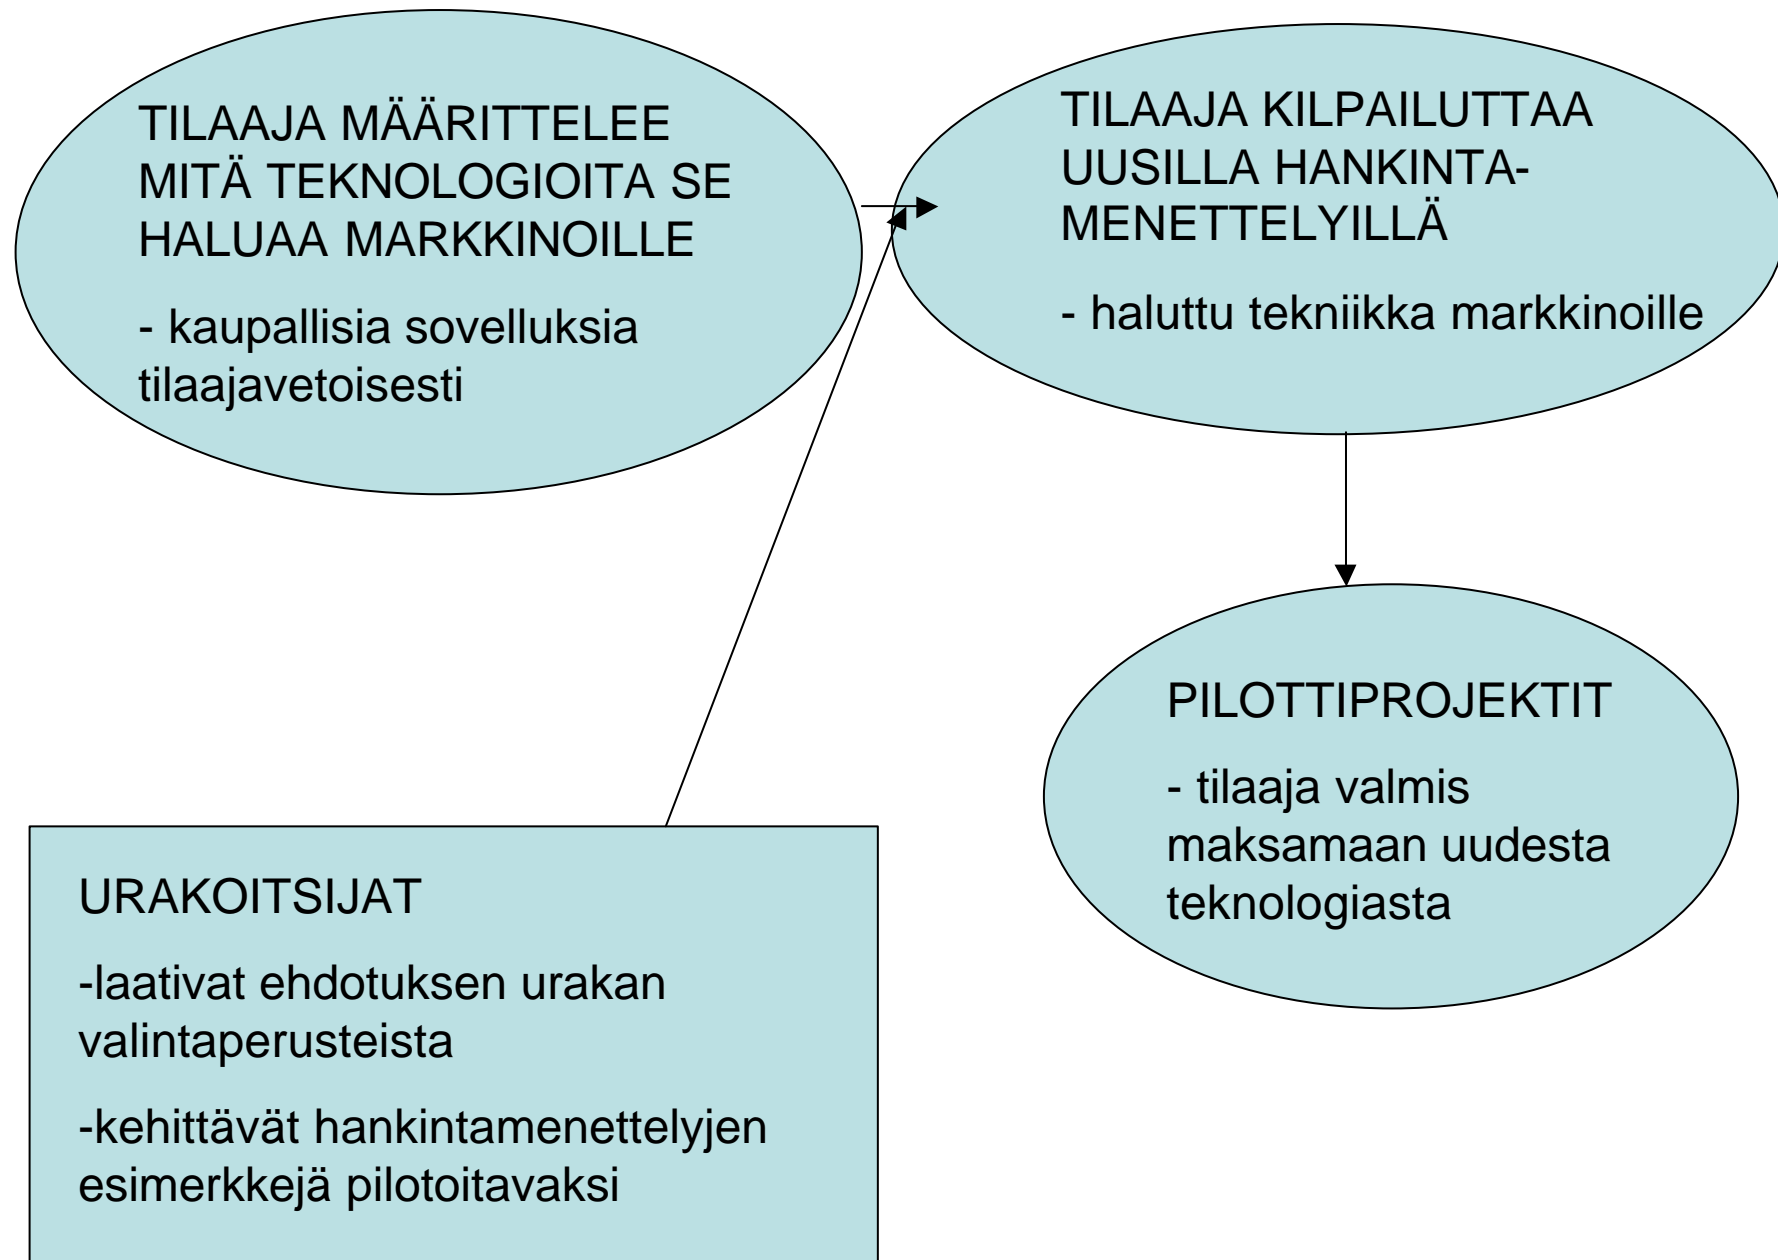 TILAAJA MÄÄRITTELEE
MITÄ TEKNOLOGIOITA SE
HALUAA MARKKINOILLE
- kaupallisia sovelluksia
tilaajavetoisesti
TILAAJA KILPAILUTTAA
UUSILLA HANKINTA-
MENETTELYILLÄ
- haluttu tekniikka markkinoille
PILOTTIPROJEKTIT
- tilaaja valmis
maksamaan uudesta
teknologiasta
URAKOITSIJAT
-laativat ehdotuksen urakan
valintaperusteista
-kehittävät hankintamenettelyjen
esimerkkejä pilotoitavaksi